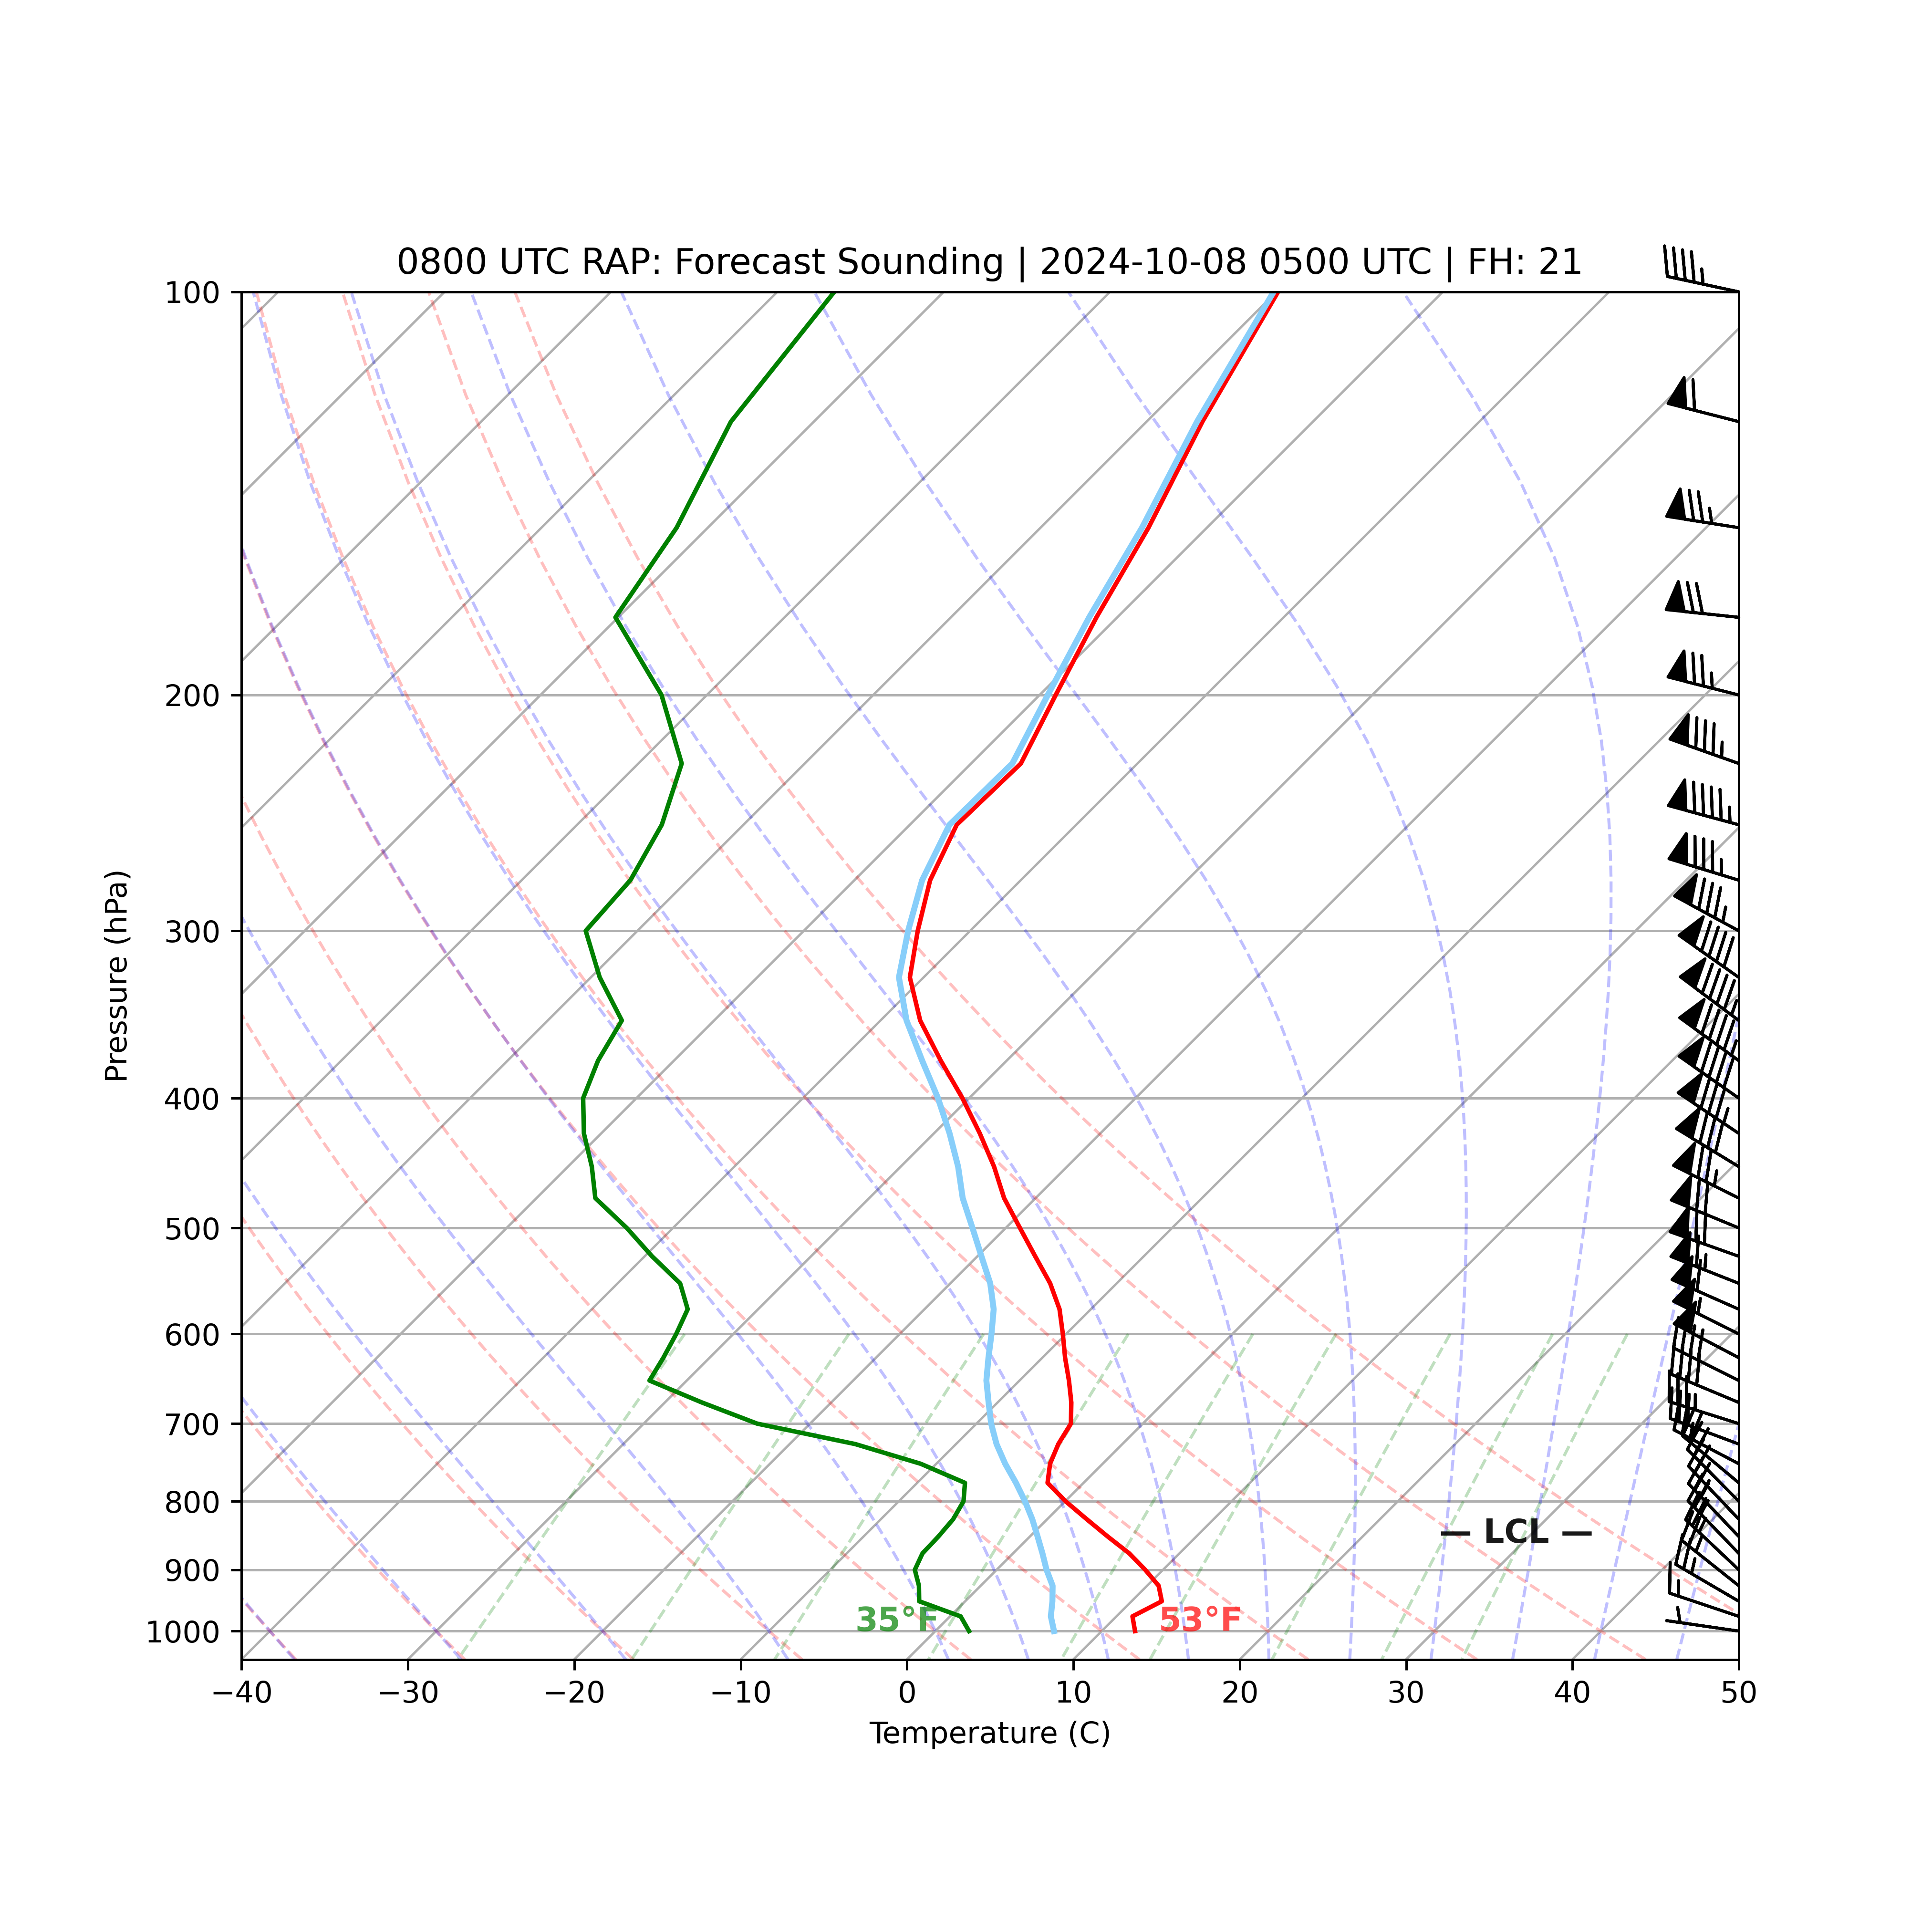 0800 UTC RAP: Forecast Sounding | 2024-10-08 0500 UTC | FH: 21
100
200
300
400
500
600
700
800
900
1000
Pressure (hPa)
— LCL —
35°F
53°F
−40 −30 −20 −10 0 10 20 30 40 50
Temperature (C)